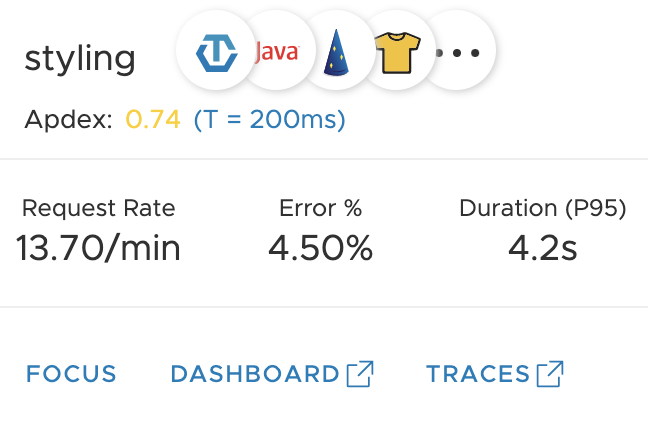 styling
Java
Apdex: 0.74 (T = 200ms)
Request Rate
Error %
Duration (P95)
13.70/min
4.50%
4.2s
FOCUS
DASHBOARD
TRACES